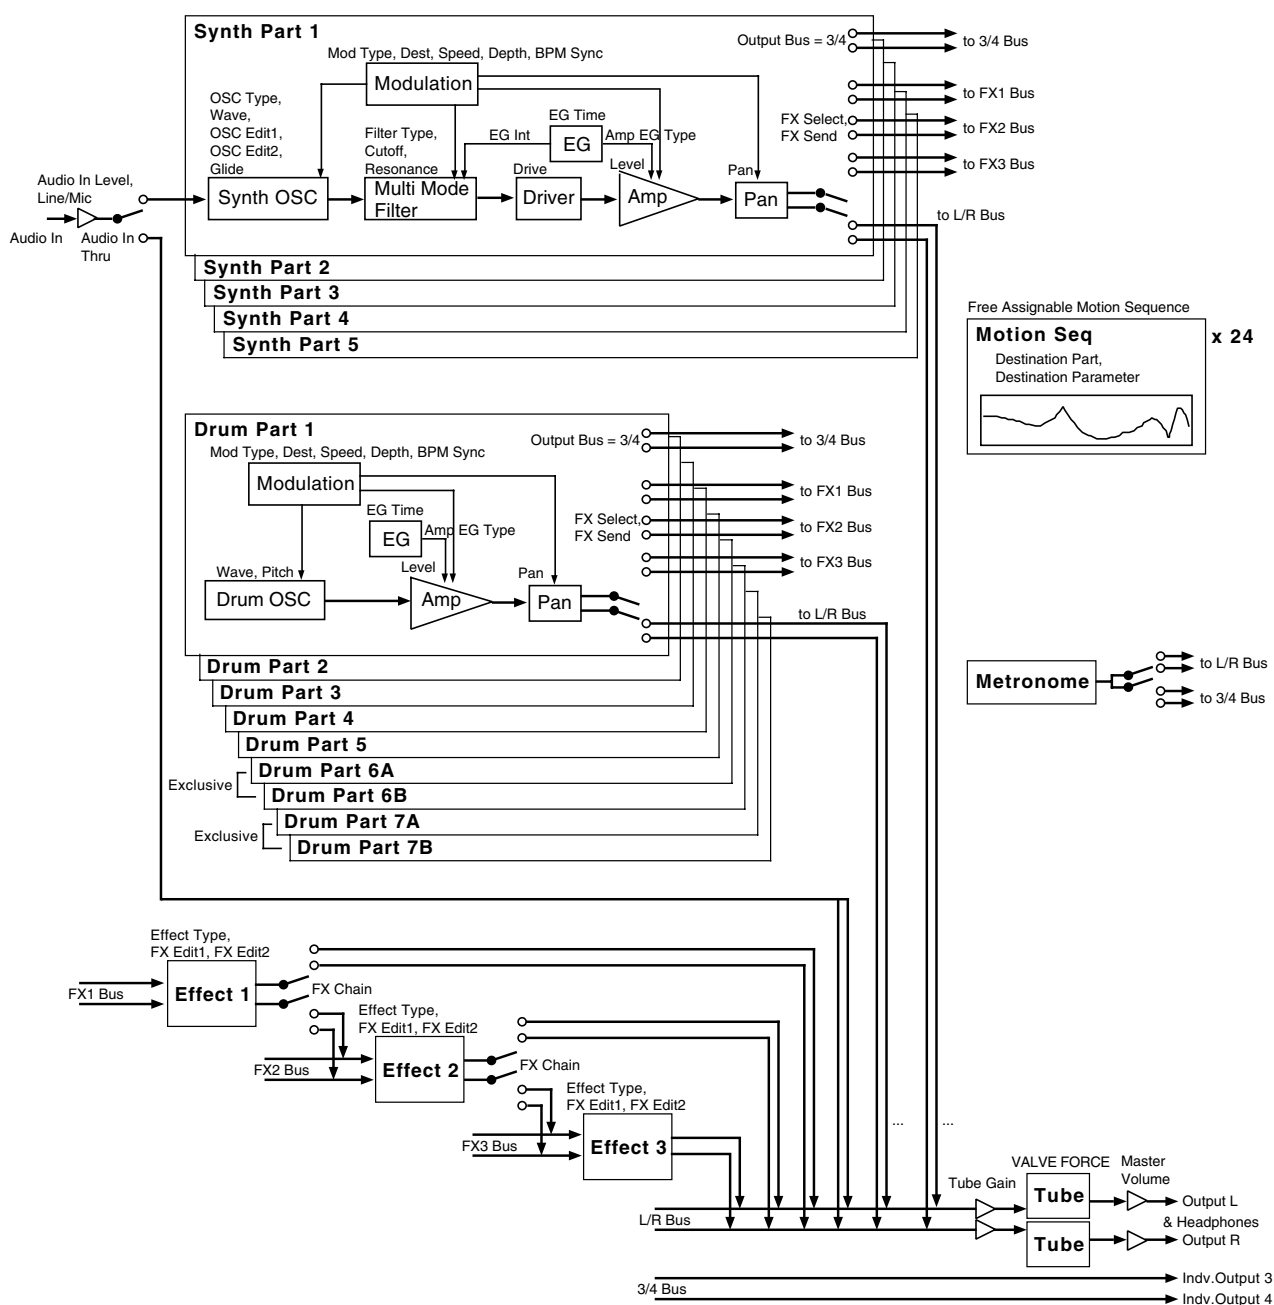 Synth Part 1
Output Bus = 3/4
to 3/4 Bus
Mod Type, Dest, Speed, Depth, BPM Sync
Modulation
to FX1 Bus
OSC Type,
Wave,
OSC Edit1,
OSC Edit2,
Glide
Filter Type,
Cutoff,
Resonance
EG Int
EG Time
EG
Amp EG Type
FX Select,
FX Send
to FX2 Bus
to FX3 Bus
Audio In Level,
Line/Mic
Synth OSC
Multi Mode
Filter
Drive
Driver
Level
Amp
Pan
Pan
to L/R Bus
Audio In
Audio In
Thru
Synth Part 2
Synth Part 3
Synth Part 4
Synth Part 5
Free Assignable Motion Sequence
Motion Seq
x 24
Destination Part,
Destination Parameter
Drum Part 1
Output Bus = 3/4
to 3/4 Bus
Mod Type, Dest, Speed, Depth, BPM Sync
Modulation
to FX1 Bus
EG Time
EG
Amp EG Type
FX Select,
FX Send
to FX2 Bus
to FX3 Bus
Wave, Pitch
Drum OSC
Level
Amp
Pan
Pan
to L/R Bus
Drum Part 2
Drum Part 3
Drum Part 4
Drum Part 5
Exclusive
Drum Part 6A
Drum Part 6B
Exclusive
Drum Part 7A
Drum Part 7B
Metronome
to L/R Bus
to 3/4 Bus
Effect Type,
FX Edit1, FX Edit2
FX1 Bus
Effect 1
FX Chain
Effect Type,
FX Edit1, FX Edit2
FX2 Bus
Effect 2
FX Chain
Effect Type,
FX Edit1, FX Edit2
FX3 Bus
Effect 3
...
...
L/R Bus
Tube Gain
VALVE FORCE
Tube
Tube
Master
Volume
Output L
& Headphones
Output R
3/4 Bus
Indv.Output 3
Indv.Output 4